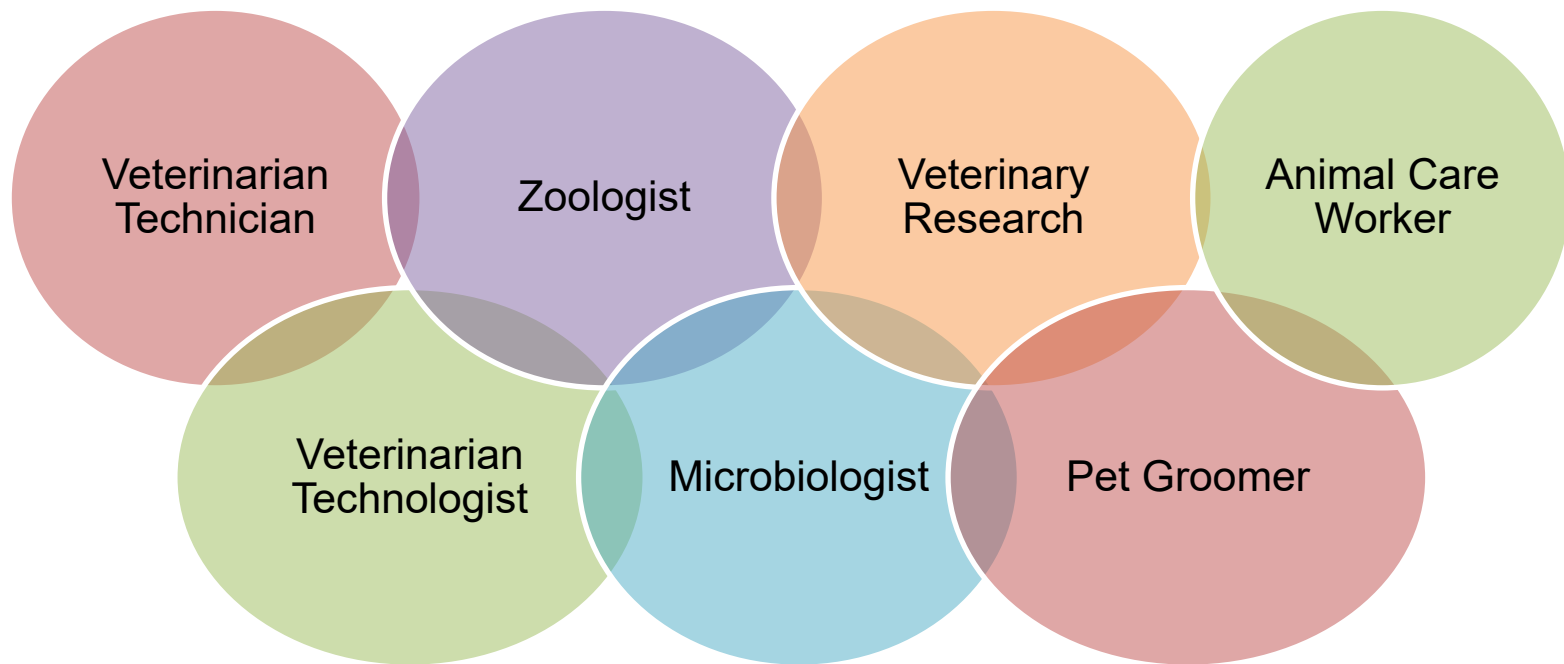 Veterinarian
Technician
Zoologist
Veterinary
Research
Animal Care
Worker
Veterinarian
Technologist
Microbiologist
Pet Groomer